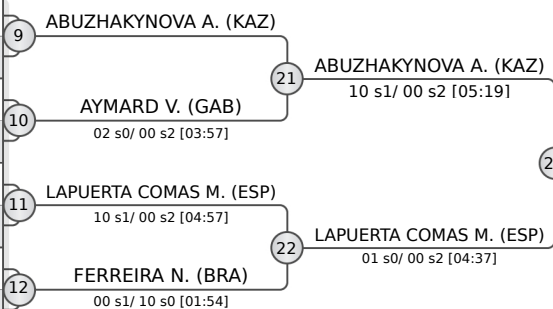 ABUZHAKYNOVA A. (KAZ)
9
ABUZHAKYNOVA A. (KAZ)
21
10 s1/ 00 s2 [05:19]
AYMARD V. (GAB)
10
02 s0/ 00 s2 [03:57]
LAPUERTA COMAS M. (ESP)
11
10 s1/ 00 s2 [04:57]
LAPUERTA COMAS M. (ESP)
22
01 s0/ 00 s2 [04:37]
FERREIRA N. (BRA)
12
00 s1/ 10 s0 [01:54]